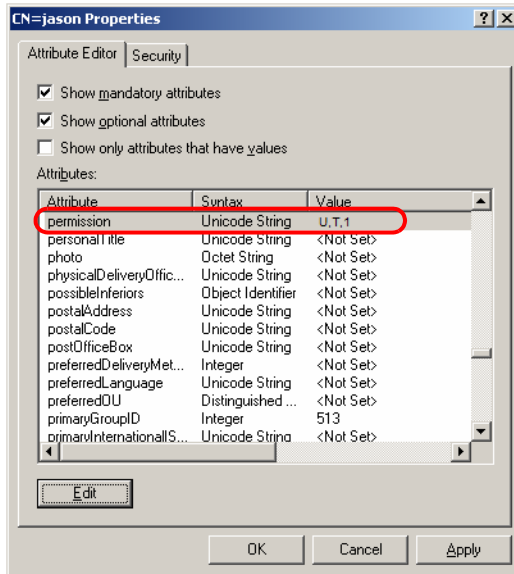 CN=jason Properties
Attribute Editor Security
Show mandatory attributes
Show optional attributes
Show only attributes that have values
Attributes:
Attribute Syntax Value
permission Unicode String U,T,1
personalTitle Unicode String <Not Set>
photo Octet String <Not Set>
physicalDeliveryOffic... Unicode String <Not Set>
possibleInferiors Object Identifier <Not Set>
postalAddress Unicode String <Not Set>
postalCode Unicode String <Not Set>
postOfficeBox Unicode String <Not Set>
preferredDeliveryMet... Integer <Not Set>
preferredLanguage Unicode String <Not Set>
preferredOU Distinguished ... <Not Set>
primaryGroupID Integer 513
primaryInternationalIS... Unicode String <Not Set>
Edit
OK Cancel Apply